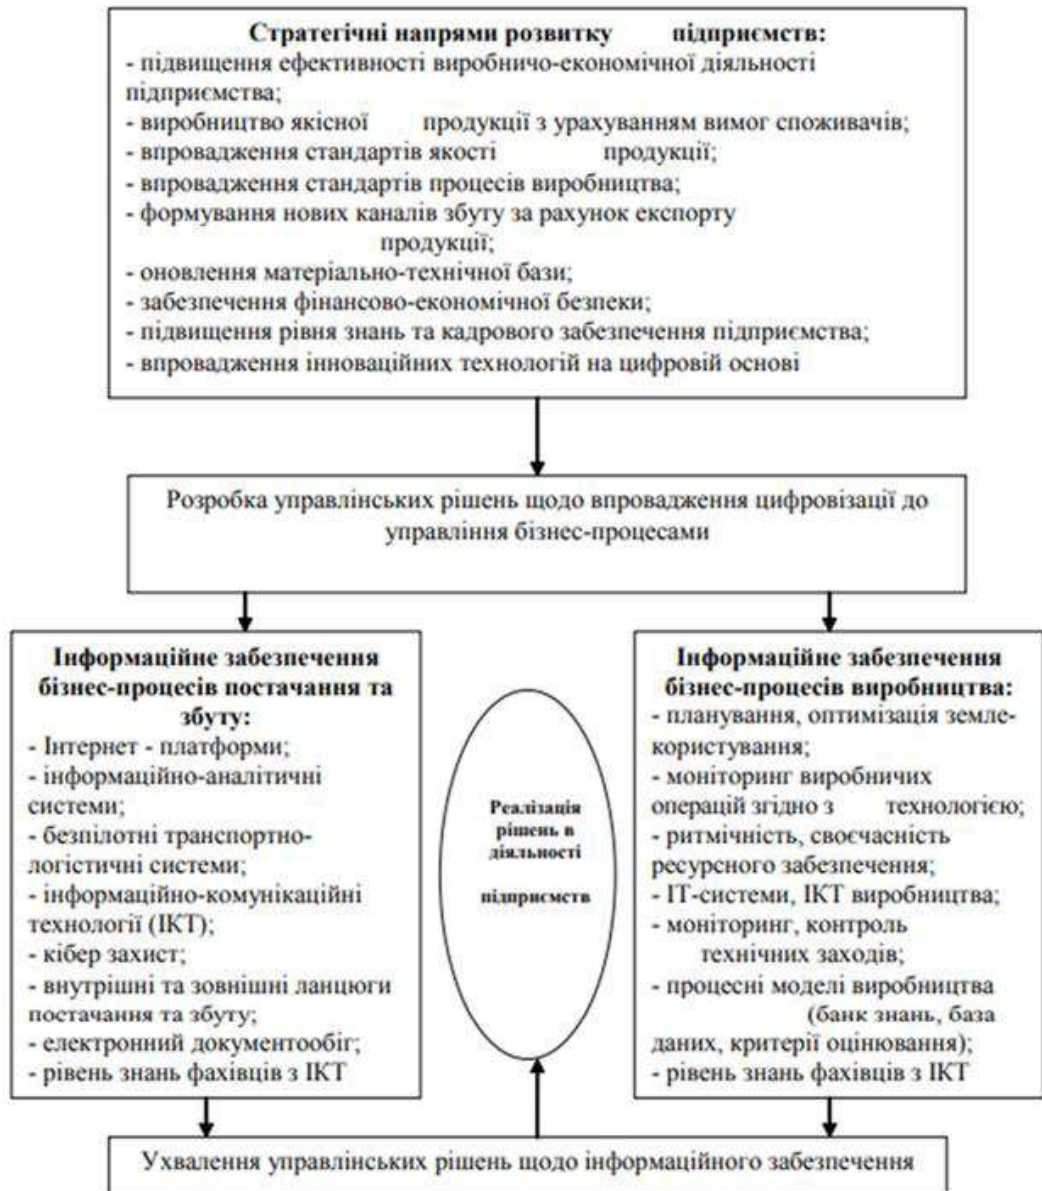 Стратегічні напрями розвитку підприємств:
- підвищення ефективності виробничо-економічної діяльності
підприємства;
- виробництво якісної продукції з урахуванням вимог споживачів;
- впровадження стандартів якості продукції;
- впровадження стандартів процесів виробництва;
- формування нових каналів збуту за рахунок експорту
продукції;
- оновлення матеріально-технічної бази;
- забезпечення фінансово-економічної безпеки;
- підвищення рівня знань та кадрового забезпечення підприємства;
- впровадження інноваційних технологій на цифровій основі
Розробка управлінських рішень щодо впровадження цифровізації до
управління бізнес-процесами
Інформаційне забезпечення
бізнес-процесів постачання та
збуту:
- Інтернет - платформи;
- інформаційно-аналітичні
системи;
- безпілотні транспортно-
логістичні системи;
- інформаційно-комунікаційні
технології (ІКТ);
- кібер захист;
- внутрішні та зовнішні ланцюги
постачання та збуту;
- електронний документообіг;
- рівень знань фахівців з ІКТ
Реалізація
рішень в
діяльності
підприємств
Інформаційне забезпечення
бізнес-процесів виробництва:
- планування, оптимізація земле-
користування;
- моніторинг виробничих
операцій згідно з технологією;
- ритмічність, своєчасність
ресурсного забезпечення;
- ІТ-системи, ІКТ виробництва;
- моніторинг, контроль
технічних заходів;
- процесні моделі виробництва
(банк знань, база
даних, критерії оцінювання);
- рівень знань фахівців з ІКТ
Ухвалення управлінських рішень щодо інформаційного забезпечення